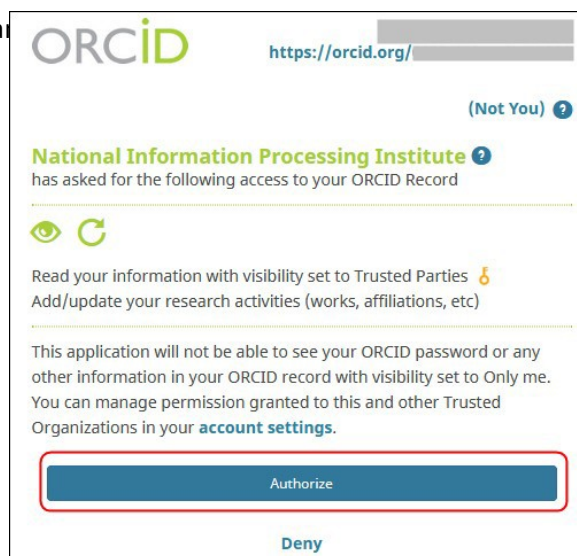 ORCID
https://orcid.org/
(Not You) ?
National Information Processing Institute ?
has asked for the following access to your ORCID Record
Read your information with visibility set to Trusted Parties
Add/update your research activities (works, affiliations, etc)
This application will not be able to see your ORCID password or any
other information in your ORCID record with visibility set to Only me.
You can manage permission granted to this and other Trusted
Organizations in your account settings.
Authorize
Deny